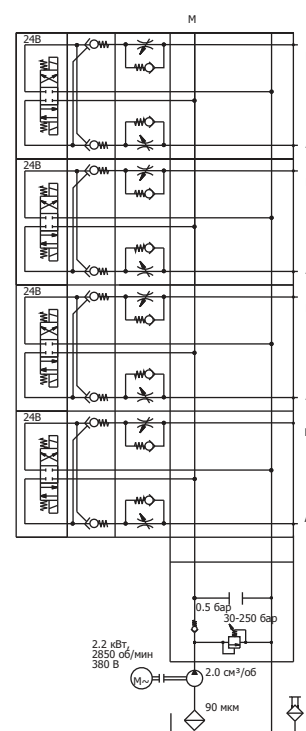 M
24В
24В
24В
24В
0.5 бар
30-250 бар
2.2 кВт,
2850 об/мин
380 В
M~
2.0 см³/об
90 мкм